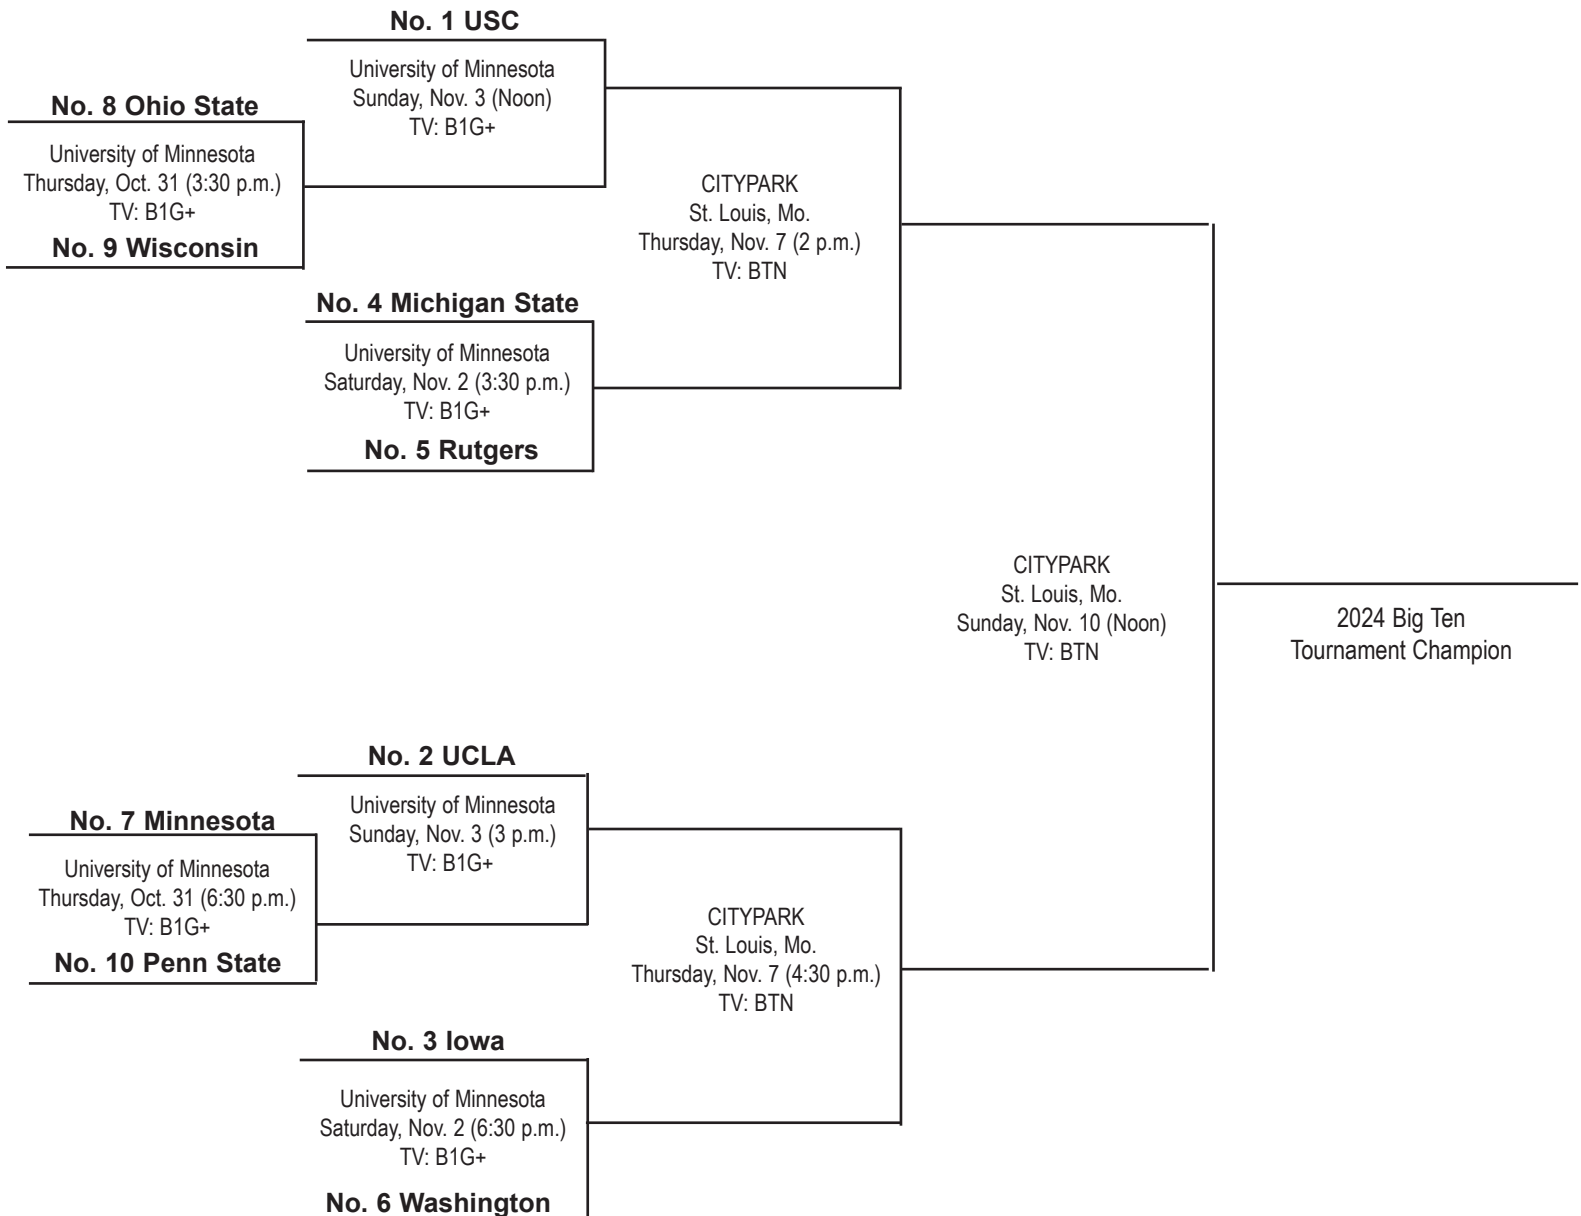 No. 1 USC
University of Minnesota
Sunday, Nov. 3 (Noon)
TV: B1G+
No. 8 Ohio State
University of Minnesota
Thursday, Oct. 31 (3:30 p.m.)
TV: B1G+
No. 9 Wisconsin
CITYPARK
St. Louis, Mo.
Thursday, Nov. 7 (2 p.m.)
TV: BTN
No. 4 Michigan State
University of Minnesota
Saturday, Nov. 2 (3:30 p.m.)
TV: B1G+
No. 5 Rutgers
CITYPARK
St. Louis, Mo.
Sunday, Nov. 10 (Noon)
TV: BTN
2024 Big Ten
Tournament Champion
No. 2 UCLA
University of Minnesota
Sunday, Nov. 3 (3 p.m.)
TV: B1G+
No. 7 Minnesota
University of Minnesota
Thursday, Oct. 31 (6:30 p.m.)
TV: B1G+
No. 10 Penn State
CITYPARK
St. Louis, Mo.
Thursday, Nov. 7 (4:30 p.m.)
TV: BTN
No. 3 Iowa
University of Minnesota
Saturday, Nov. 2 (6:30 p.m.)
TV: B1G+
No. 6 Washington